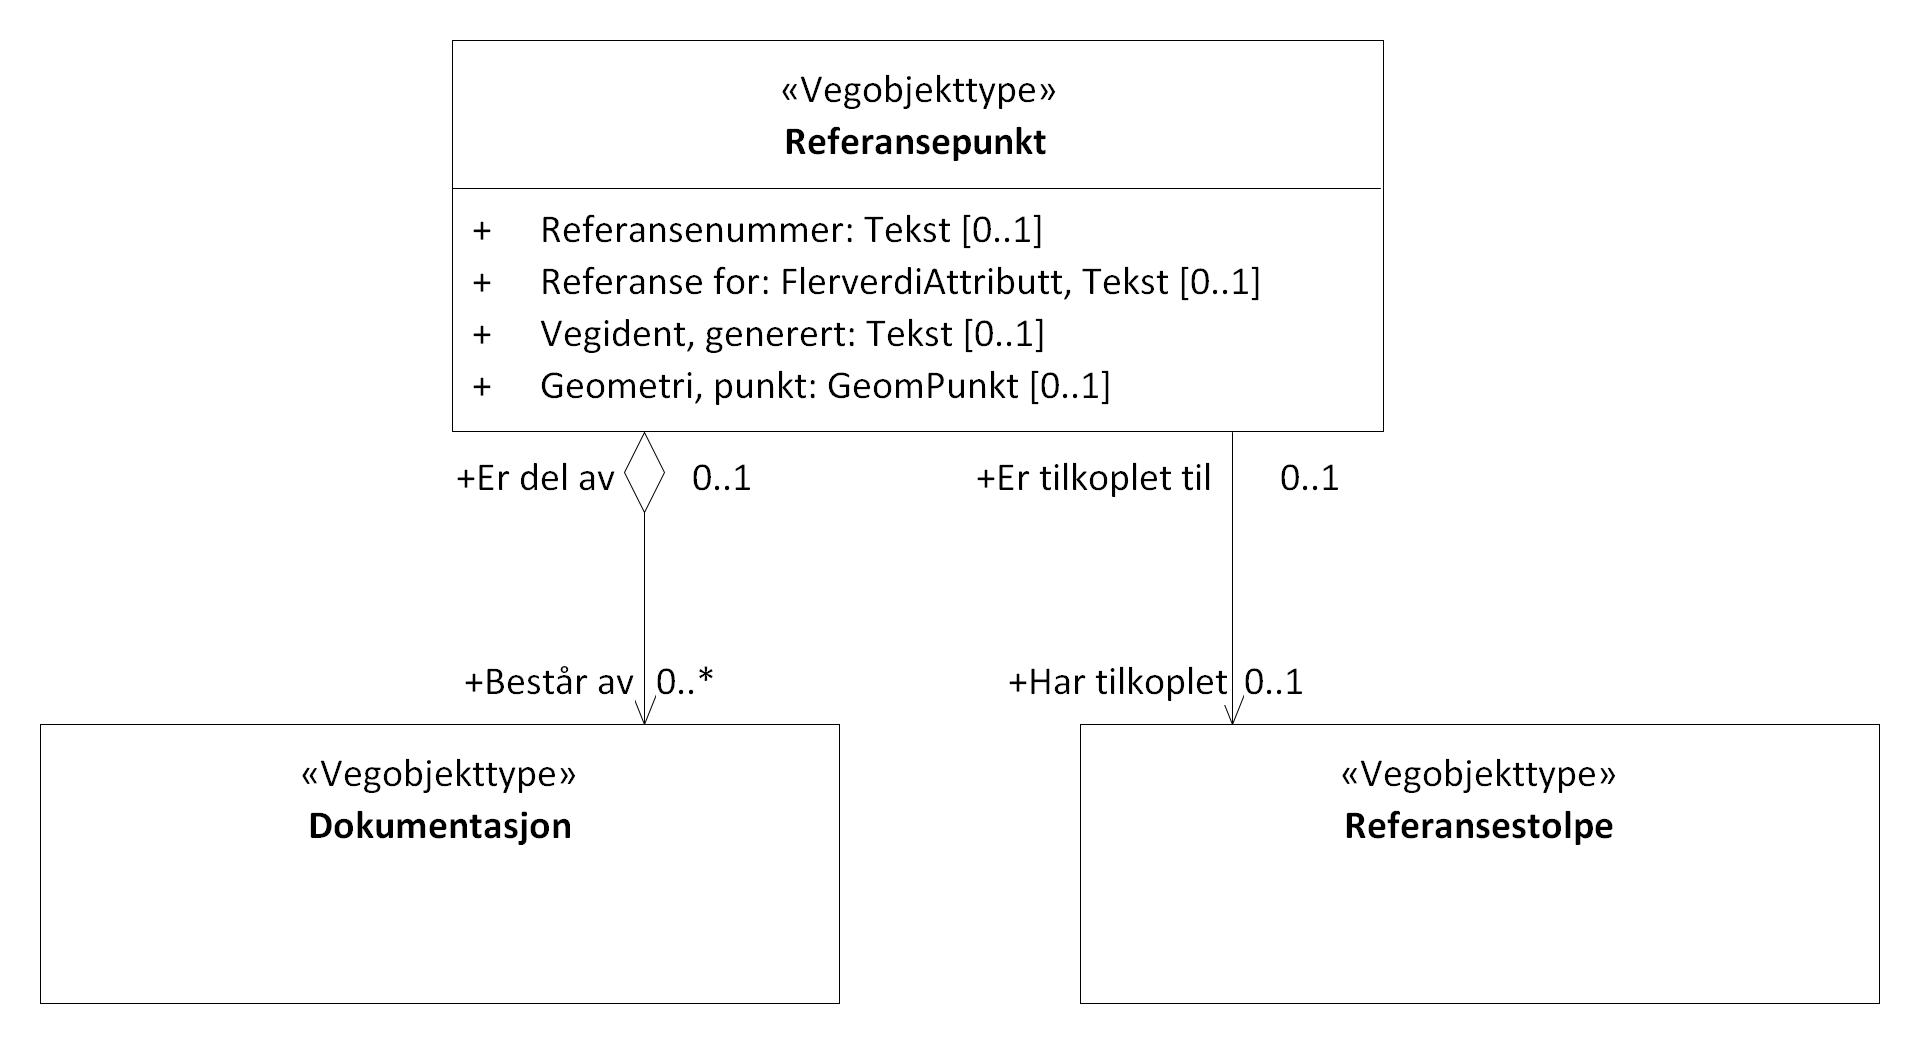 «Vegobjekttype»
Referansepunkt
+ Referansenummer: Tekst [0..1]
+ Referanse for: FlerverdiAttributt, Tekst [0..1]
+ Vegident, generert: Tekst [0..1]
+ Geometri, punkt: GeomPunkt [0..1]
+Er del av 0..1 +Er tilkoplet til 0..1
+Består av 0..* +Har tilkoplet 0..1
«Vegobjekttype»
Dokumentasjon
«Vegobjekttype»
Referansestolpe